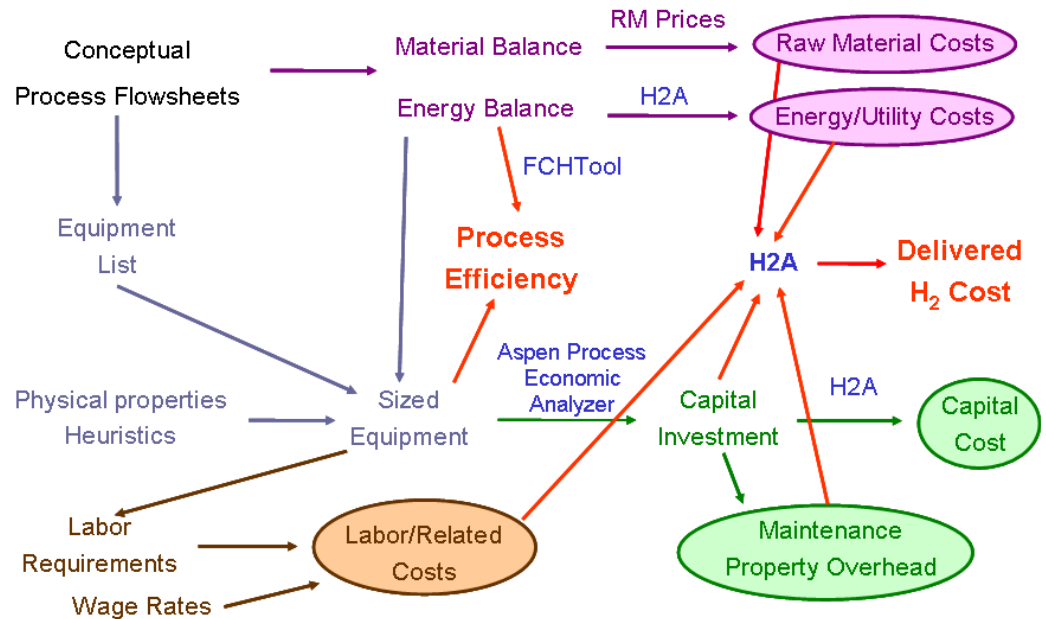 Conceptual
Process Flowsheets
Material Balance
RM Prices
Raw Material Costs
Energy Balance
H2A
Energy/Utility Costs
FCHTool
Equipment
List
Process
Efficiency
H2A
Delivered
H2 Cost
Physical properties
Heuristics
Sized
Equipment
Aspen Process
Economic
Analyzer
Capital
Investment
H2A
Capital
Cost
Labor
Requirements
Wage Rates
Labor/Related
Costs
Maintenance
Property Overhead